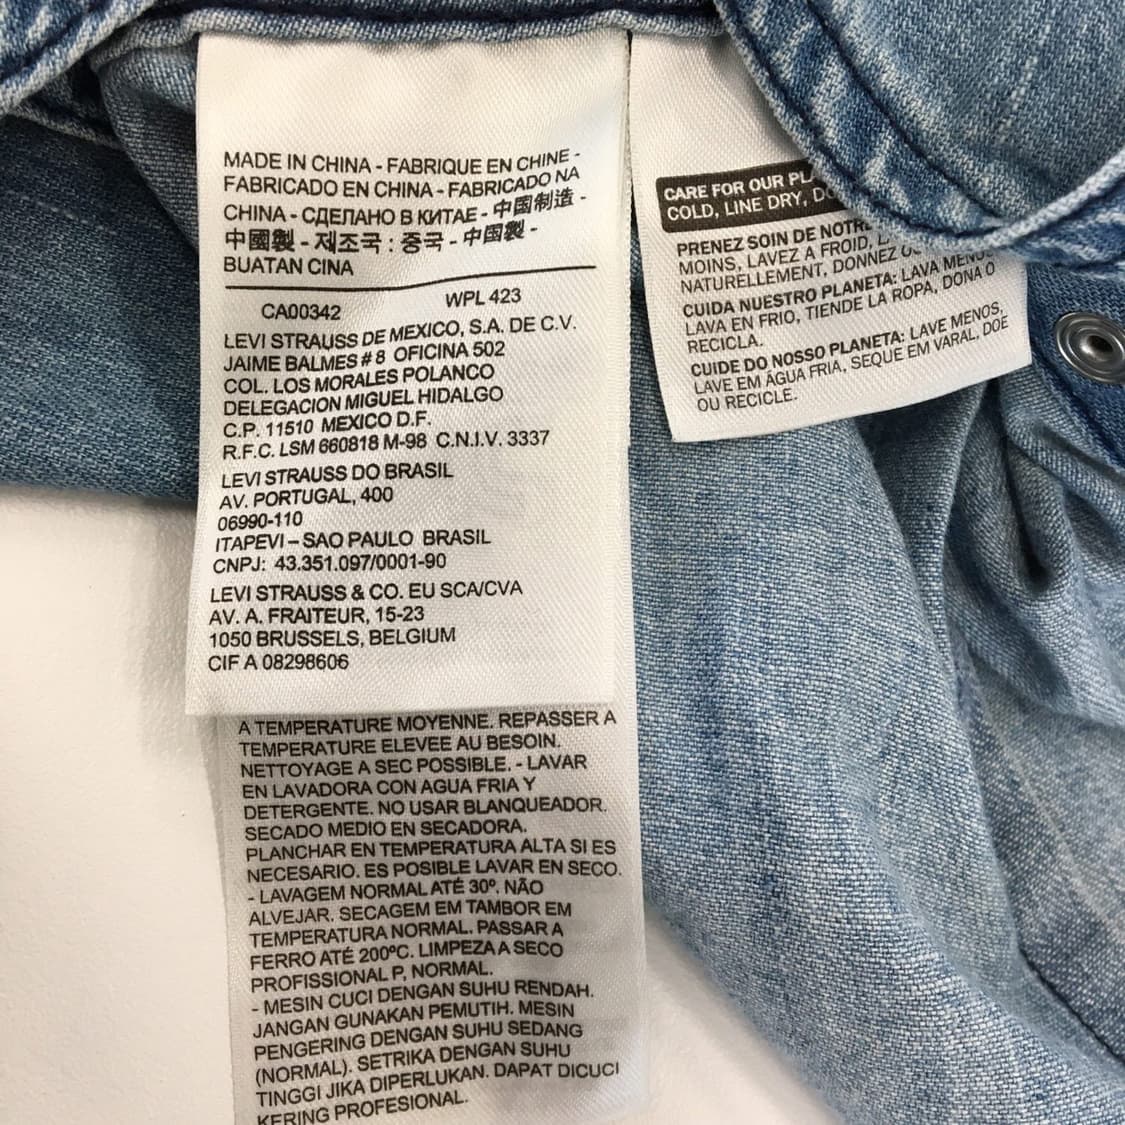 MADE IN CHINA - FABRIQUE EN CHINE -
FABRICADO EN CHINA - FABRICADO NA
CHINA - СДЕЛАНО В КИТАЕ - 中国制造 -
中國製 - 제조국 : 중국 - 中国製 -
BUATAN CINA
CA00342 WPL 423
LEVI STRAUSS DE MEXICO, S.A. DE C.V.
JAIME BALMES # 8 OFICINA 502
COL. LOS MORALES POLANCO
DELEGACION MIGUEL HIDALGO
C.P. 11510 MEXICO D.F.
R.F.C. LSM 660818 M-98 C.N.I.V. 3337
LEVI STRAUSS DO BRASIL
AV. PORTUGAL, 400
06990-110
ITAPEVI – SAO PAULO BRASIL
CNPJ: 43.351.097/0001-90
LEVI STRAUSS & CO. EU SCA/CVA
AV. A. FRAITEUR, 15-23
1050 BRUSSELS, BELGIUM
CIF A 08298606
A TEMPERATURE MOYENNE. REPASSER A
TEMPERATURE ELEVEE AU BESOIN.
NETTOYAGE A SEC POSSIBLE. - LAVAR
EN LAVADORA CON AGUA FRIA Y
DETERGENTE. NO USAR BLANQUEADOR.
SECADO MEDIO EN SECADORA.
PLANCHAR EN TEMPERATURA ALTA SI ES
NECESARIO. ES POSIBLE LAVAR EN SECO.
- LAVAGEM NORMAL ATÉ 30º. NÃO
ALVEJAR. SECAGEM EM TAMBOR EM
TEMPERATURA NORMAL. PASSAR A
FERRO ATÉ 200ºC. LIMPEZA A SECO
PROFISSIONAL P, NORMAL.
- MESIN CUCI DENGAN SUHU RENDAH.
JANGAN GUNAKAN PEMUTIH. MESIN
PENGERING DENGAN SUHU SEDANG
(NORMAL). SETRIKA DENGAN SUHU
TINGGI JIKA DIPERLUKAN. DAPAT DICUCI
KERING PROFESIONAL.
CARE FOR OUR
COLD, LINE DRY,
PRENEZ SOIN DE
MOINS, LAVEZ A FROID,
NATURELLEMENT, DONNEZ
CUIDA NUESTRO PLANETA: LAVA
LAVA EN FRIO, TIENDE LA ROPA, DONA O
RECICLA.
CUIDE DO NOSSO PLANETA: LAVE MENOS,
LAVE EM ÁGUA FRIA, SEQUE EM VARAL, DOE
OU RECICLE.